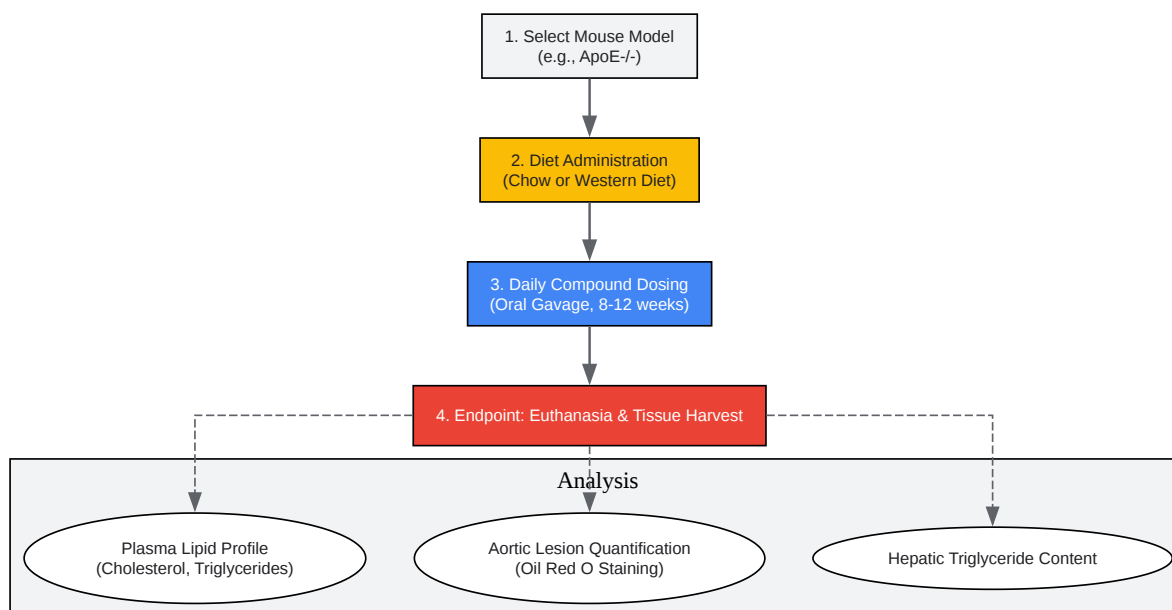 1. Select Mouse Model
(e.g., ApoE-/-)
2. Diet Administration
(Chow or Western Diet)
3. Daily Compound Dosing
(Oral Gavage, 8-12 weeks)
4. Endpoint: Euthanasia & Tissue Harvest
Analysis
Plasma Lipid Profile
(Cholesterol, Triglycerides)
Aortic Lesion Quantification
(Oil Red O Staining)
Hepatic Triglyceride Content